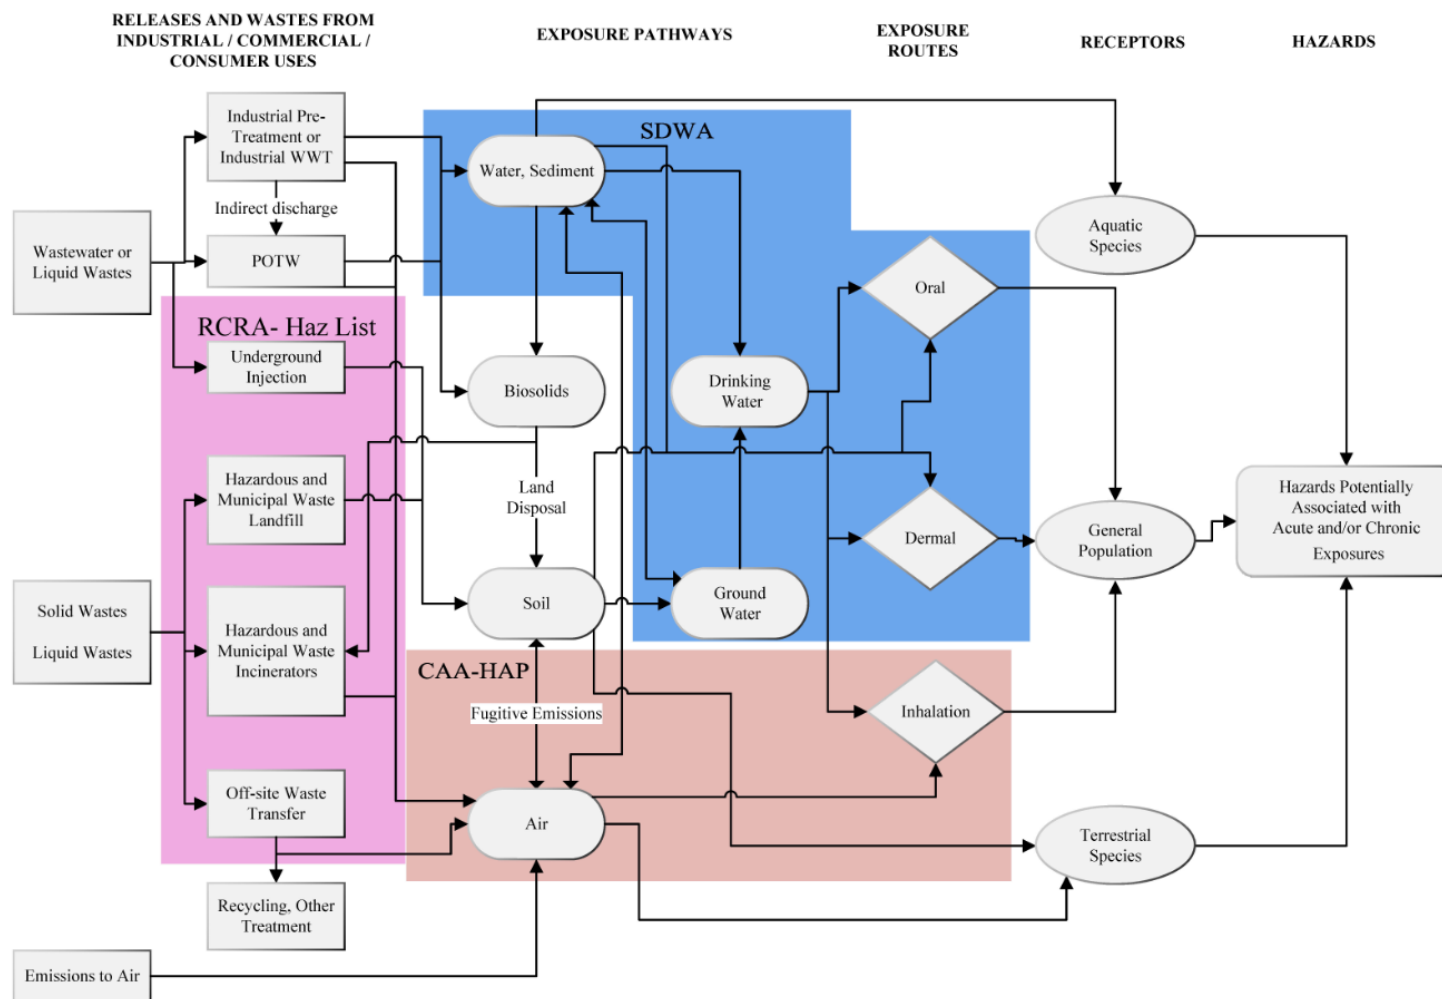 RELEASES AND WASTES FROM
INDUSTRIAL / COMMERCIAL /
CONSUMER USES
EXPOSURE PATHWAYS
EXPOSURE
ROUTES
RECEPTORS
HAZARDS
Industrial Pre-
Treatment or
Industrial WWT
Indirect discharge
POTW
Wastewater or
Liquid Wastes
RCRA- Haz List
Underground
Injection
Hazardous and
Municipal Waste
Landfill
Solid Wastes
Liquid Wastes
Hazardous and
Municipal Waste
Incinerators
Off-site Waste
Transfer
Recycling, Other
Treatment
Emissions to Air
SDWA
Water, Sediment
Biosolids
Land
Disposal
Soil
CAA-HAP
Fugitive Emissions
Air
Drinking
Water
Ground
Water
Oral
Dermal
Inhalation
Aquatic
Species
General
Population
Terrestrial
Species
Hazards Potentially
Associated with
Acute and/or Chronic
Exposures